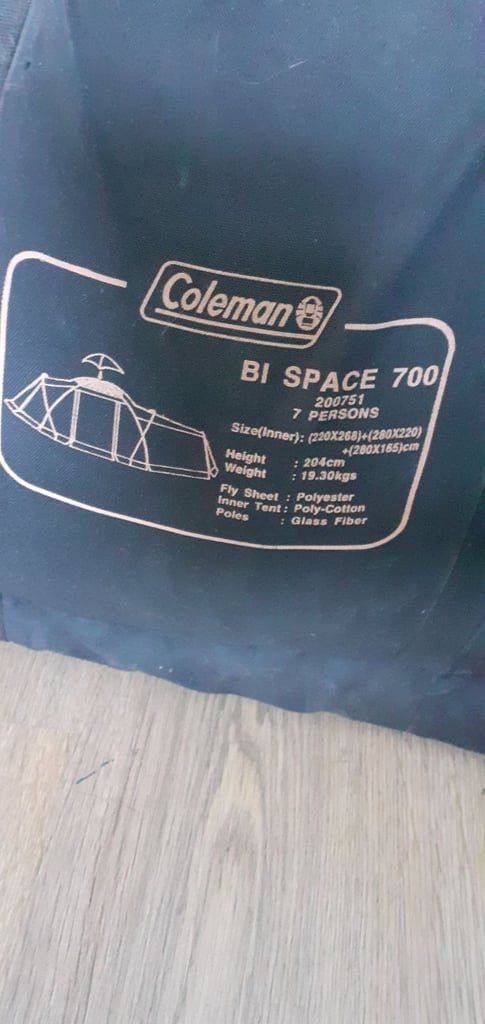 Coleman
BI SPACE 700
200751
7 PERSONS
Size(Inner): (220X268)+(280X220)
+(280X165)cm
Height : 204cm
Weight : 19.30kgs
Fly Sheet : Polyester
Inner Tent : Poly-Cotton
Poles : Glass Fiber